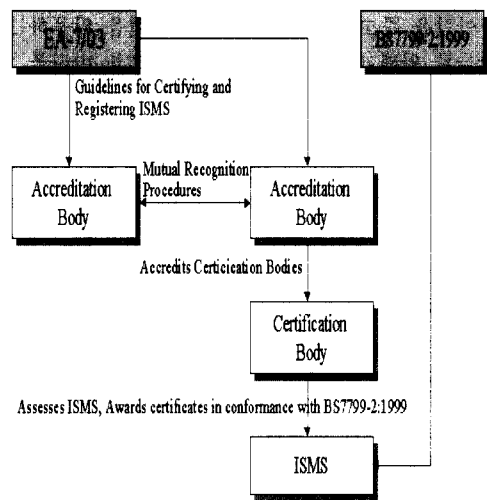 EA-7/03
BS7799-2:1999
Guidelines for Certifying and
Registering ISMS
Accreditation
Body
Mutual Recognition
Procedures
Accreditation
Body
Accredits Certicication Bodies
Certification
Body
Assesses ISMS, Awards certificates in conformance with BS7799-2:1999
ISMS